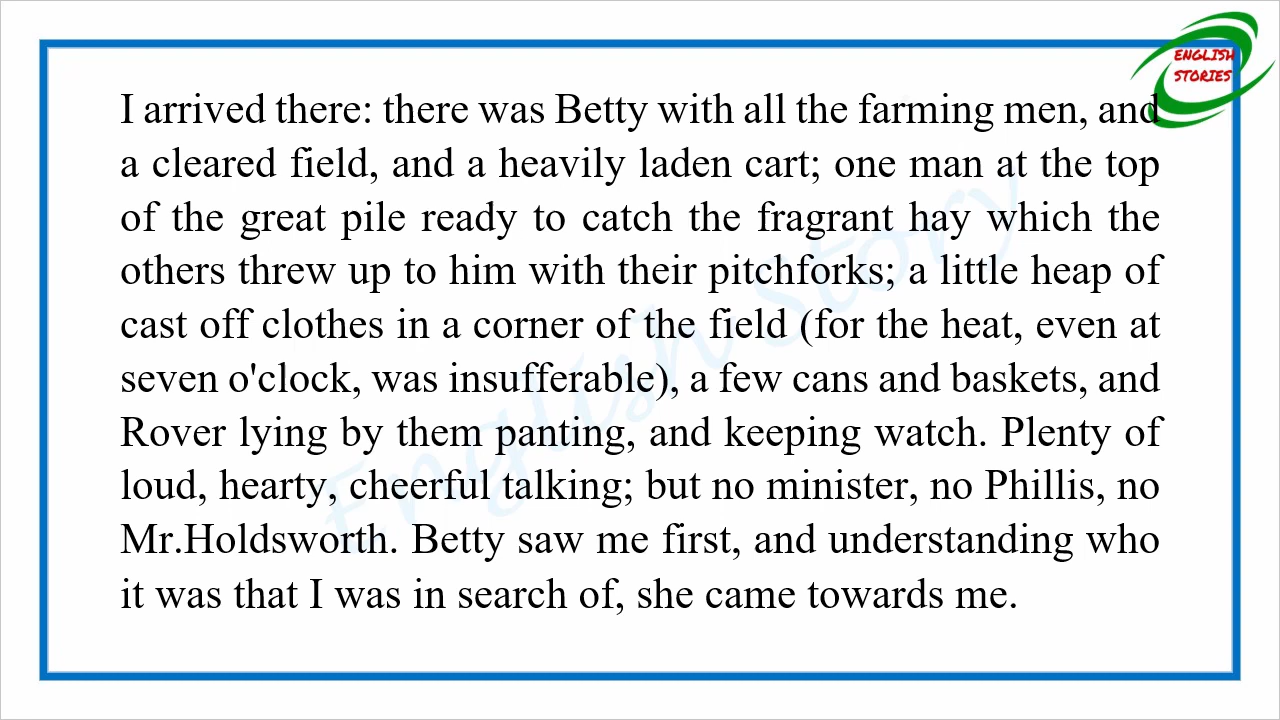 ENGLISH
STORIES
I arrived there: there was Betty with all the farming men, and
a cleared field, and a heavily laden cart; one man at the top
of the great pile ready to catch the fragrant hay which the
others threw up to him with their pitchforks; a little heap of
cast off clothes in a corner of the field (for the heat, even at
seven o'clock, was insufferable), a few cans and baskets, and
Rover lying by them panting, and keeping watch. Plenty of
loud, hearty, cheerful talking; but no minister, no Phillis, no
Mr.Holdsworth. Betty saw me first, and understanding who
it was that I was in search of, she came towards me.
English Story